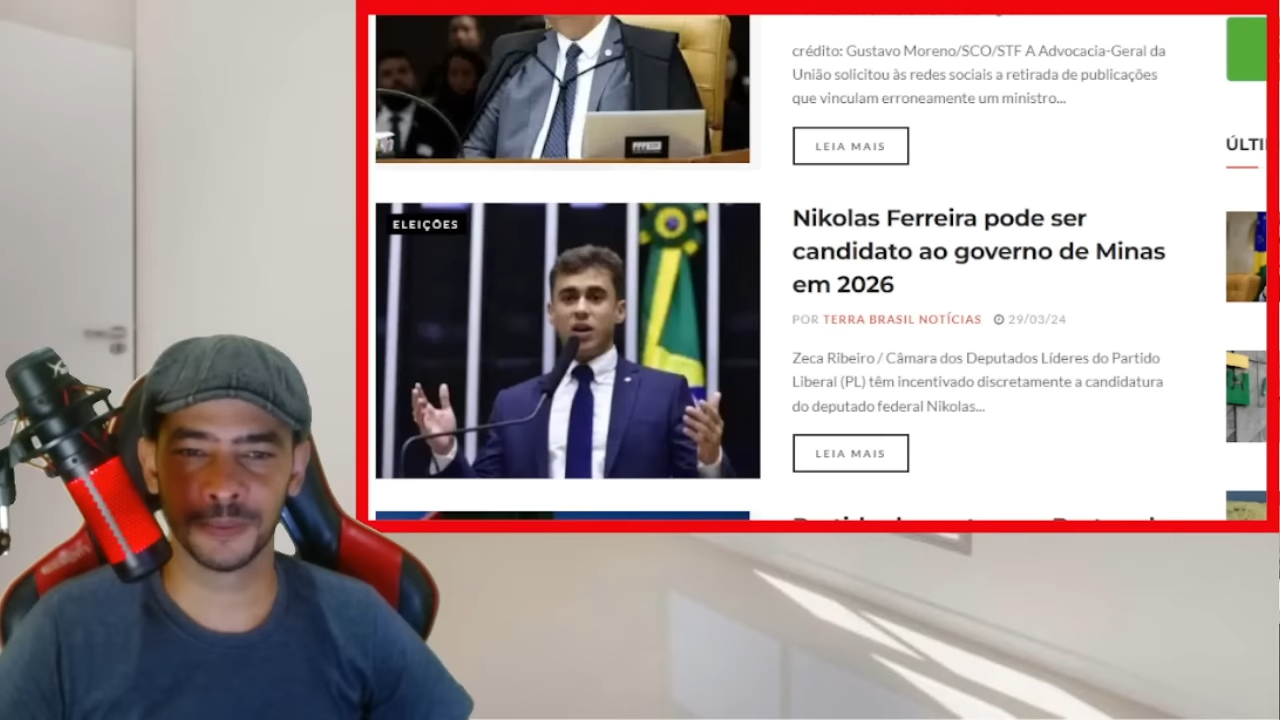 crédito: Gustavo Moreno/SCO/STF A Advocacia-Geral da
União solicitou às redes sociais a retirada de publicações
que vinculam erroneamente um ministro...
LEIA MAIS
ELEIÇÕES
Nikolas Ferreira pode ser
candidato ao governo de Minas
em 2026
POR TERRA BRASIL NOTÍCIAS 29/03/24
Zeca Ribeiro / Câmara dos Deputados Líderes do Partido
Liberal (PL) têm incentivado discretamente a candidatura
do deputado federal Nikolas...
LEIA MAIS